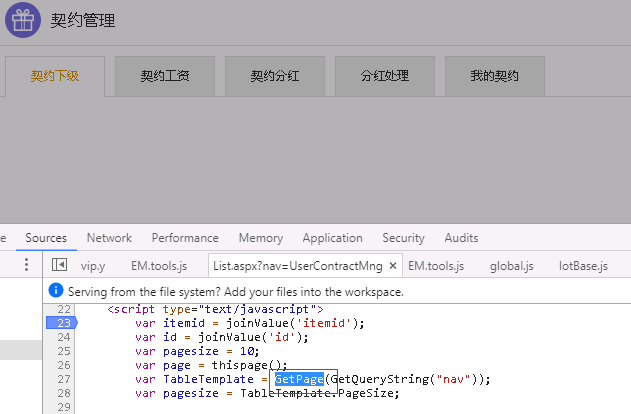 契约管理
契约下级 契约工资 契约分红 分红处理 我的契约
e Sources Network Performance Memory Application Security Audits
vip.y EM.tools.js List.aspx?nav=UserContractMng × EM.tools.js global.js lotBase.js
Serving from the file system? Add your files into the workspace.
22 <script type="text/javascript">
23 var itemid = joinValue('itemid');
24 var id = joinValue('id');
25 var pagesize = 10;
26 var page = thispage();
27 var TableTemplate = GetPage(GetQueryString("nav"));
28 var pagesize = TableTemplate.PageSize;
29